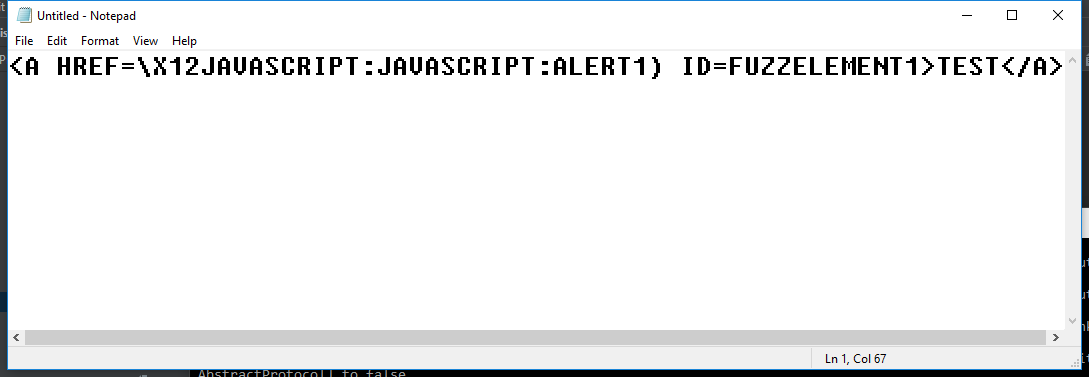 Untitled - Notepad
File Edit Format View Help
<A HREF=\X12JAVASCRIPT:JAVASCRIPT:ALERT1) ID=FUZZELEMENT1>TEST</A>
Ln 1, Col 67
AbstractProtocol] to false